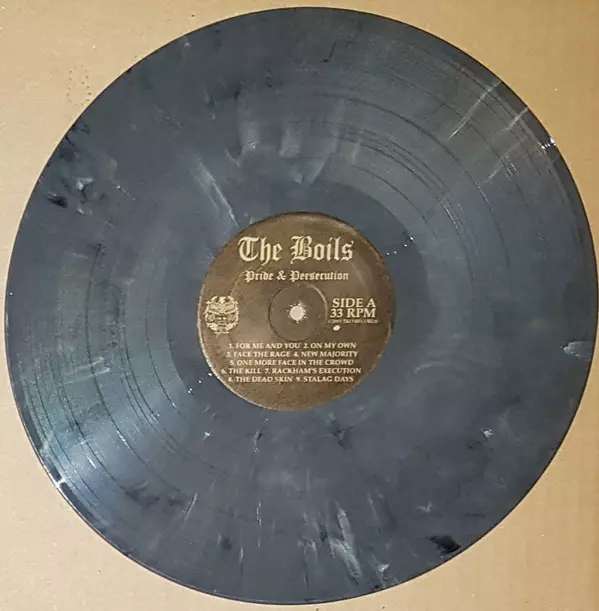 The Boils
Pride & Persecution
SIDE A
33 RPM
1. FOR ME AND YOU 2. ON MY OWN
3. FACE THE RAGE 4. NEW MAJORITY
5. ONE MORE FACE IN THE CROWD
6. THE KILL 7. RACKHAM'S EXECUTION
8. THE DEAD SKIN 9. STALAG DAYS